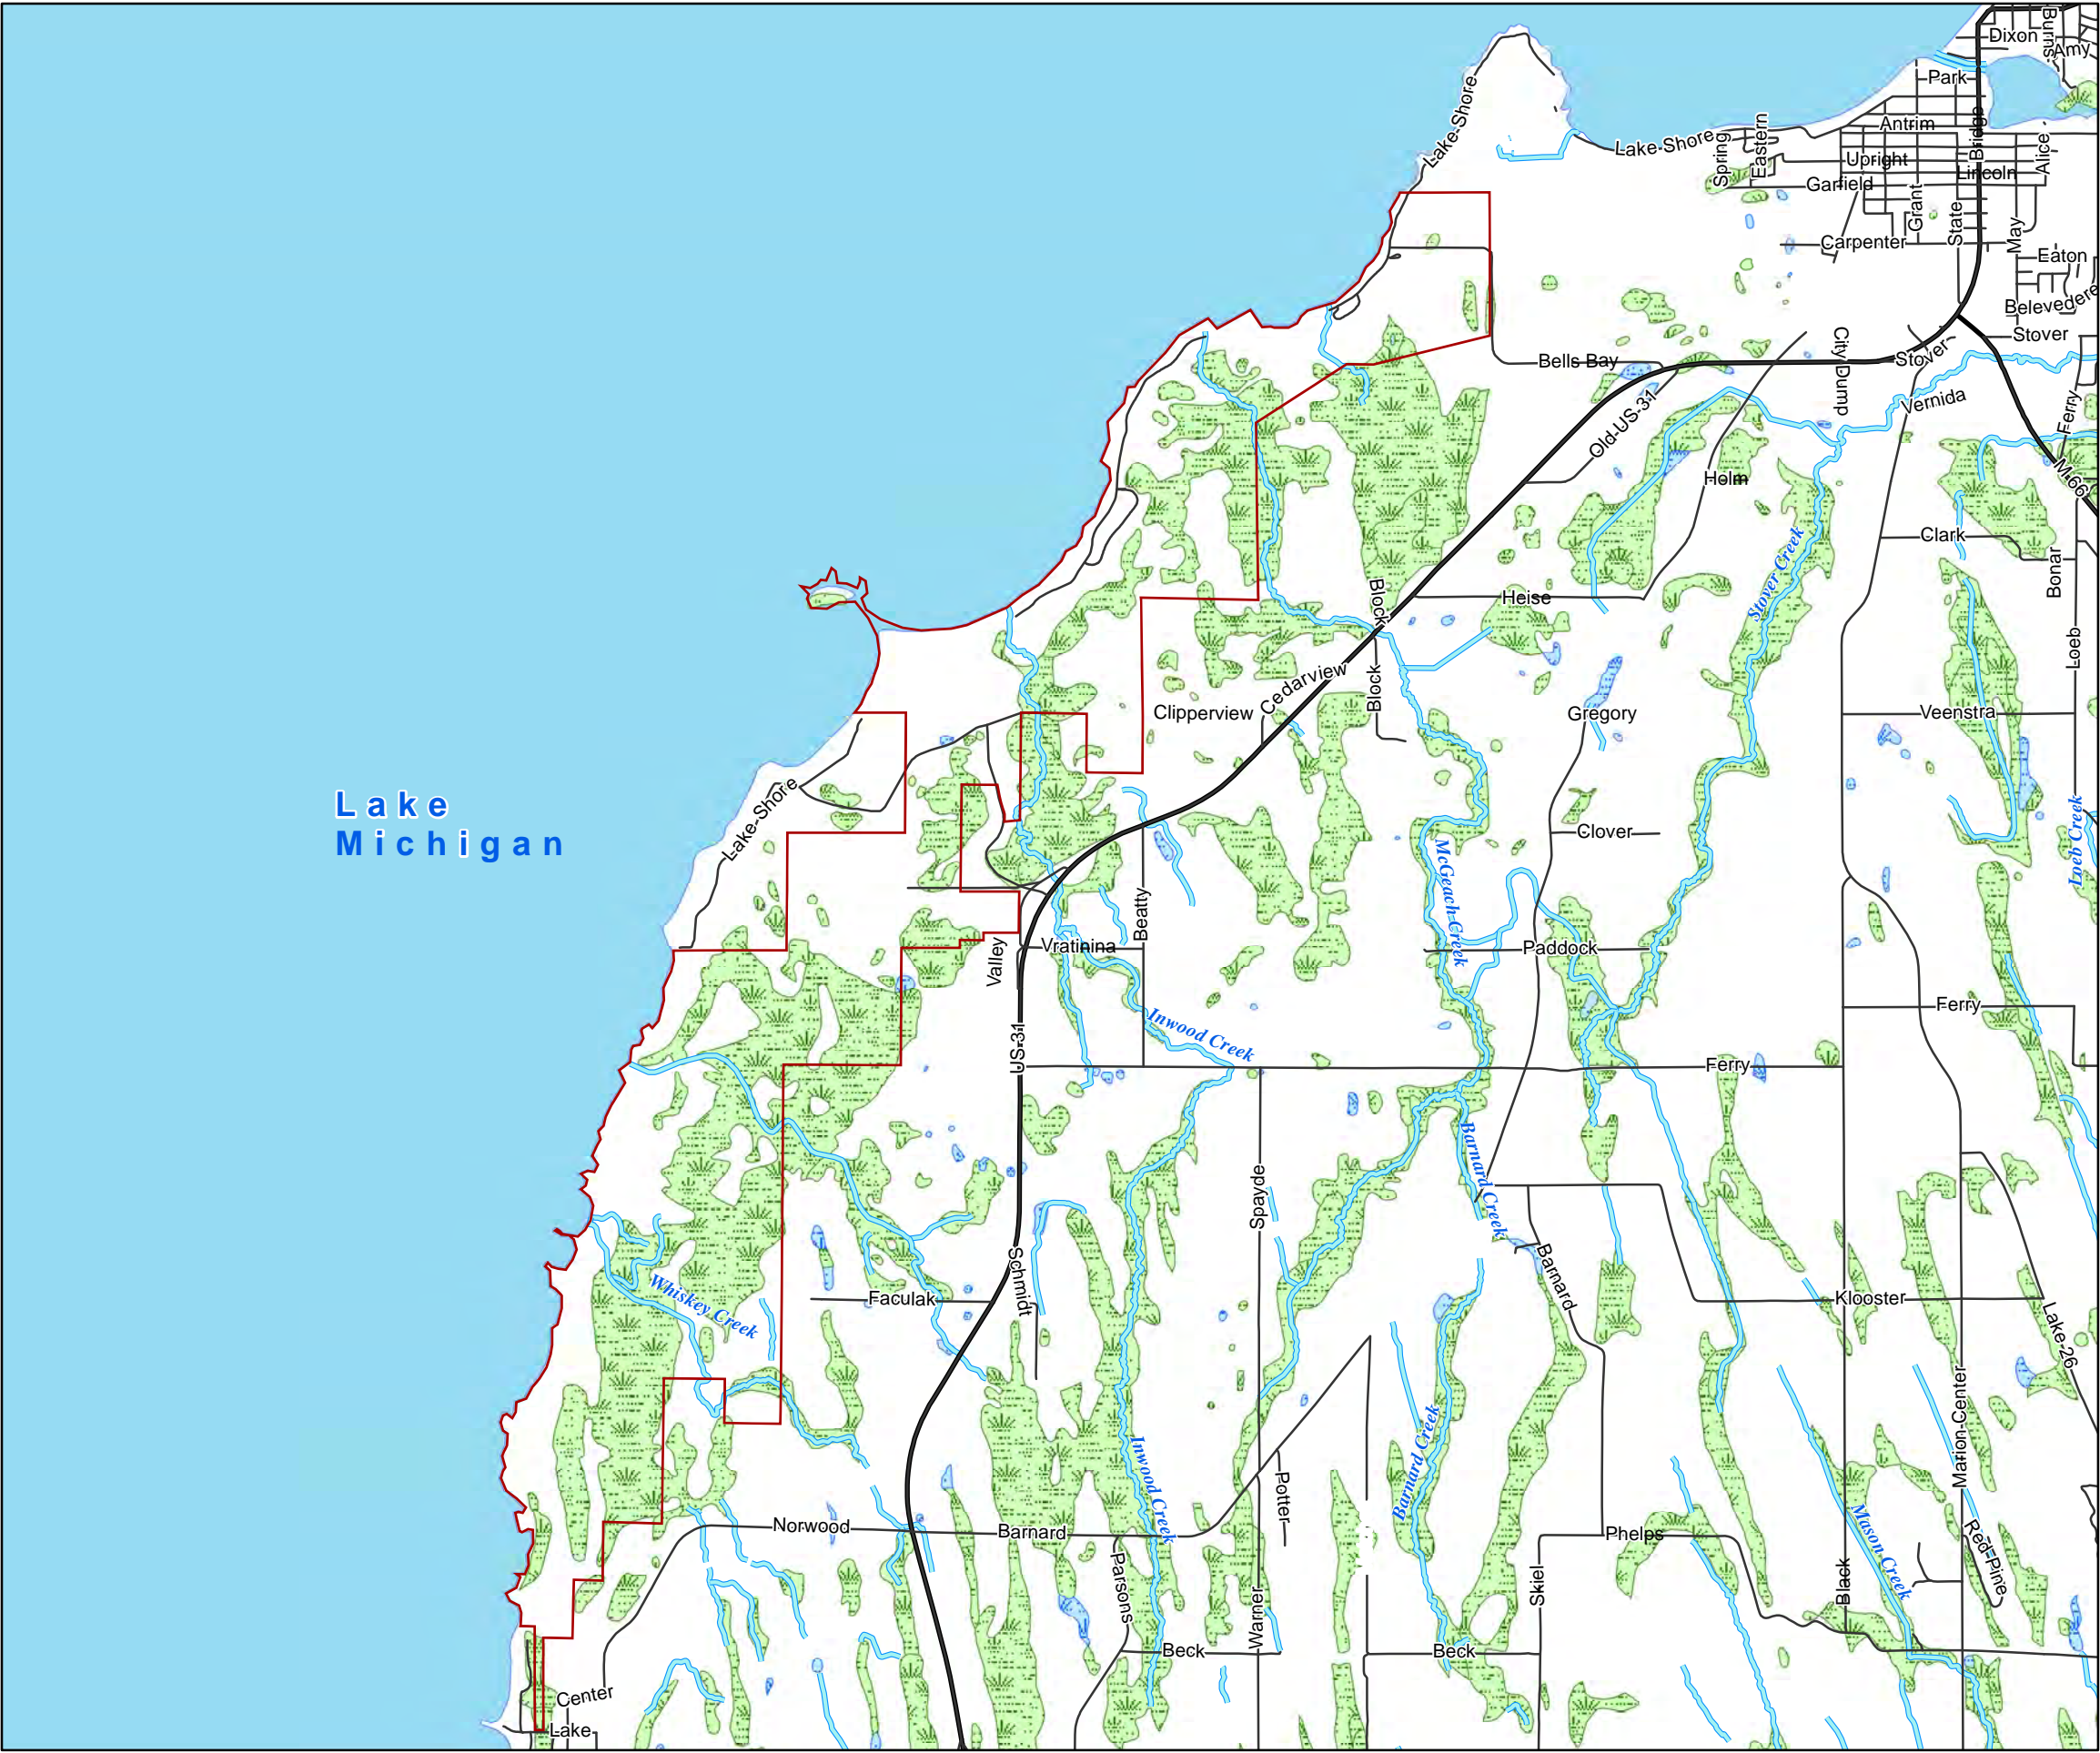 Dixon
Burns
Amy
Park
Lake-Shore
Antrim
Bridge
Lake-Shore
Spring
Eastern
Upright
Alice
Lincoln
Garfield
Grant
State
May
Carpenter
Eaton
Belevedere
Stover
Bells Bay
City Dump
Stover
Vernida
Ferry
Old-US-31
Holm
M-66
Clark
Stover Creek
Bonar
Block
Heise
Loeb
Cedarview
Block
Clipperview
Gregory
Veenstra
Lake
Michigan
Lake-Shore
Clover
Loeb Creek
McGeach Creek
Beatty
Valley
Vratinina
Paddock
Ferry
Inwood Creek
US-31
Ferry
Barnard Creek
Spayde
Schmidt
Barnard
Whiskey Creek
Faculak
Klooster
Lake-26
Marion-Center
Barnard Creek
Inwood Creek
Potter
Norwood
Barnard
Phelps
Mason Creek
Red-Pine
Parsons
Warner
Skiel
Black
Beck
Beck
Center
Lake